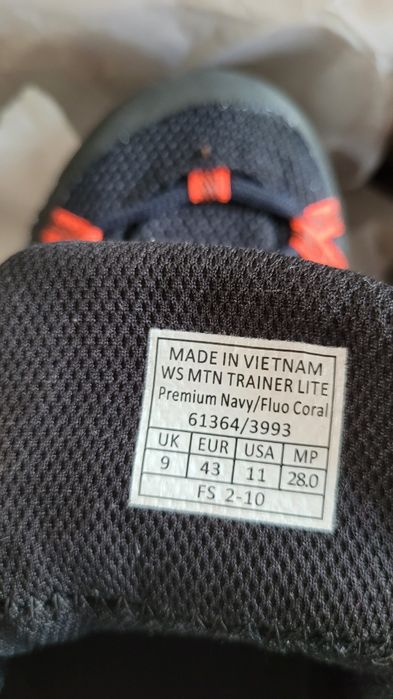 MADE IN VIETNAM
WS MTN TRAINER LITE
Premium Navy/Fluo Coral
61364/3993
UK EUR USA MP
9 43 11 28.0
FS 2-10